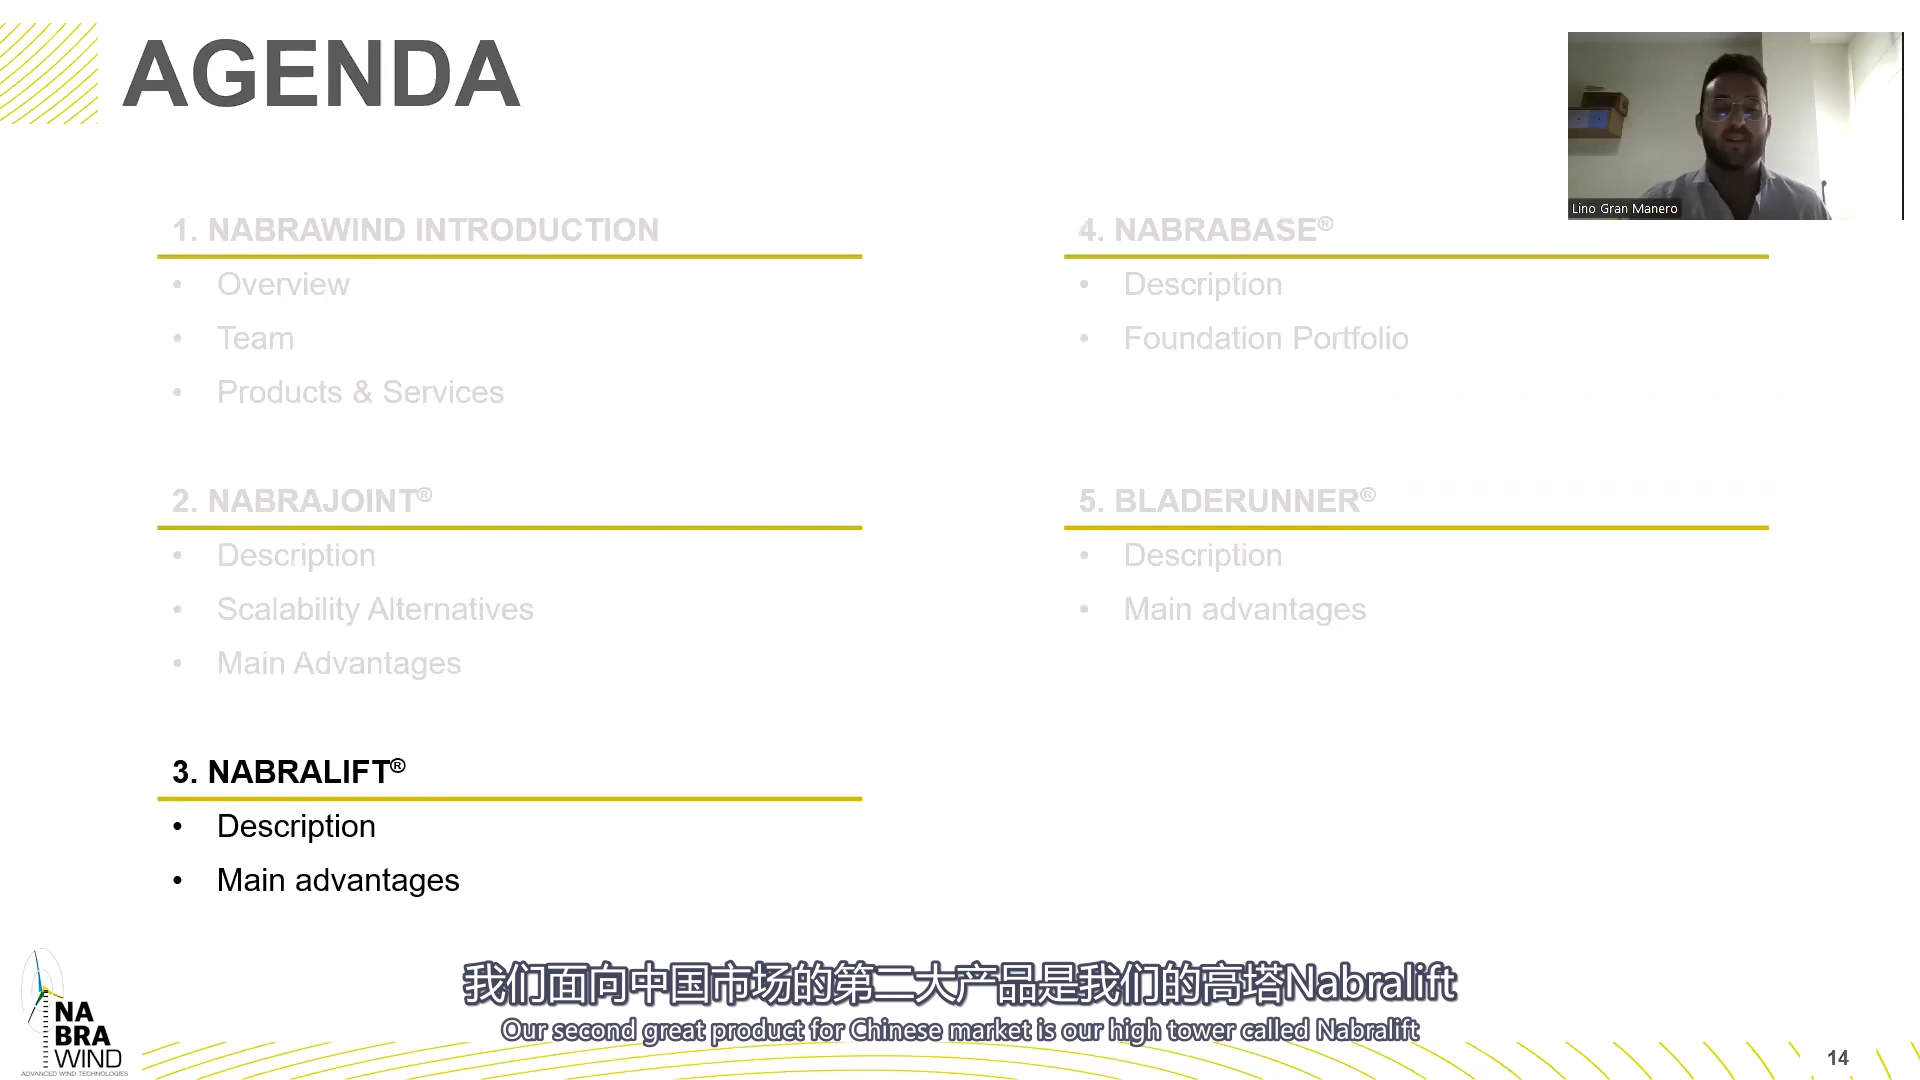 AGENDA
Lino Gran Manero
1. NABRAWIND INTRODUCTION
• Overview
• Team
• Products & Services
2. NABRAJOINT®
• Description
• Scalability Alternatives
• Main Advantages
3. NABRALIFT®
• Description
• Main advantages
4. NABRABASE®
• Description
• Foundation Portfolio
5. BLADERUNNER®
• Description
• Main advantages
我们面向中国市场的第二大产品是我们的高塔Nabralift
Our second great product for Chinese market is our high tower called Nabralift
NA
BRA
WIND
ADVANCED WIND TECHNOLOGIES
14